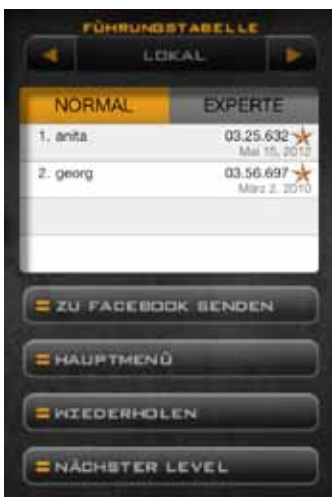 FÜHRUNGSTABELLE
LOKAL
NORMAL EXPERTE
1. anita 03.25.632
Mai 15, 2012
2. georg 03.56.697
März 2, 2010
ZU FACEBOOK SENDEN
HAUPTMENÜ
WIEDERHOLEN
NÄCHSTER LEVEL